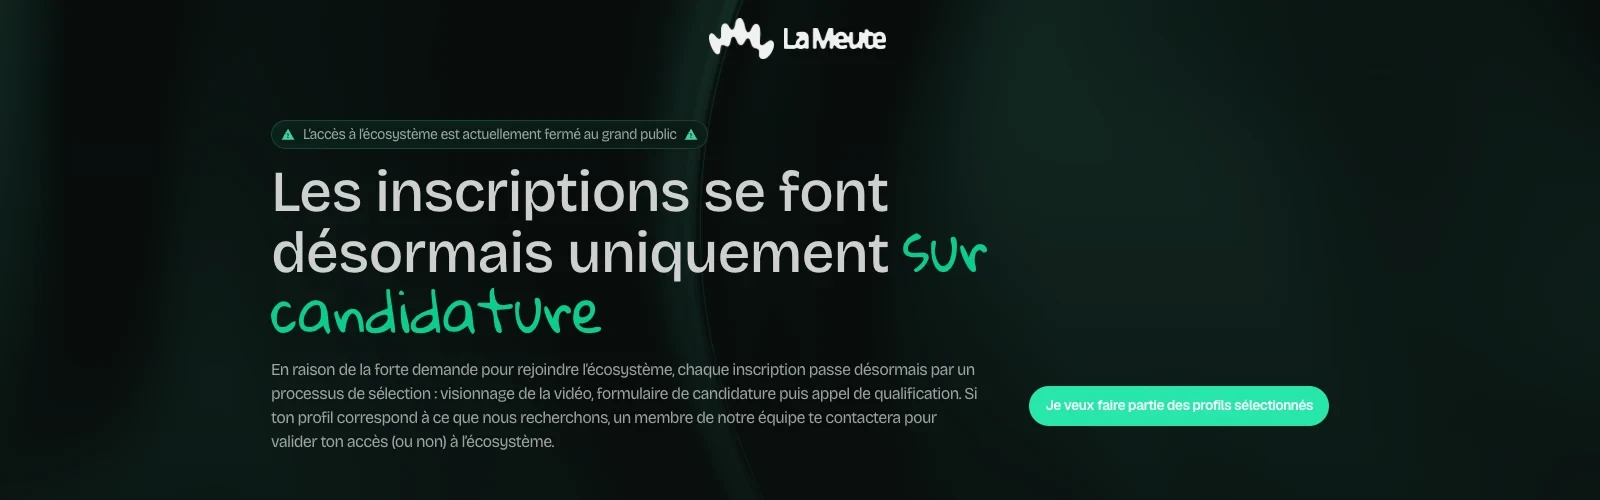 La Meute
L'accès à l'écosystème est actuellement fermé au grand public
Les inscriptions se font
désormais uniquement sur
candidature
En raison de la forte demande pour rejoindre l'écosystème, chaque inscription passe désormais par un
processus de sélection : visionnage de la vidéo, formulaire de candidature puis appel de qualification. Si
ton profil correspond à ce que nous recherchons, un membre de notre équipe te contactera pour
valider ton accès (ou non) à l'écosystème.
Je veux faire partie des profils sélectionnés